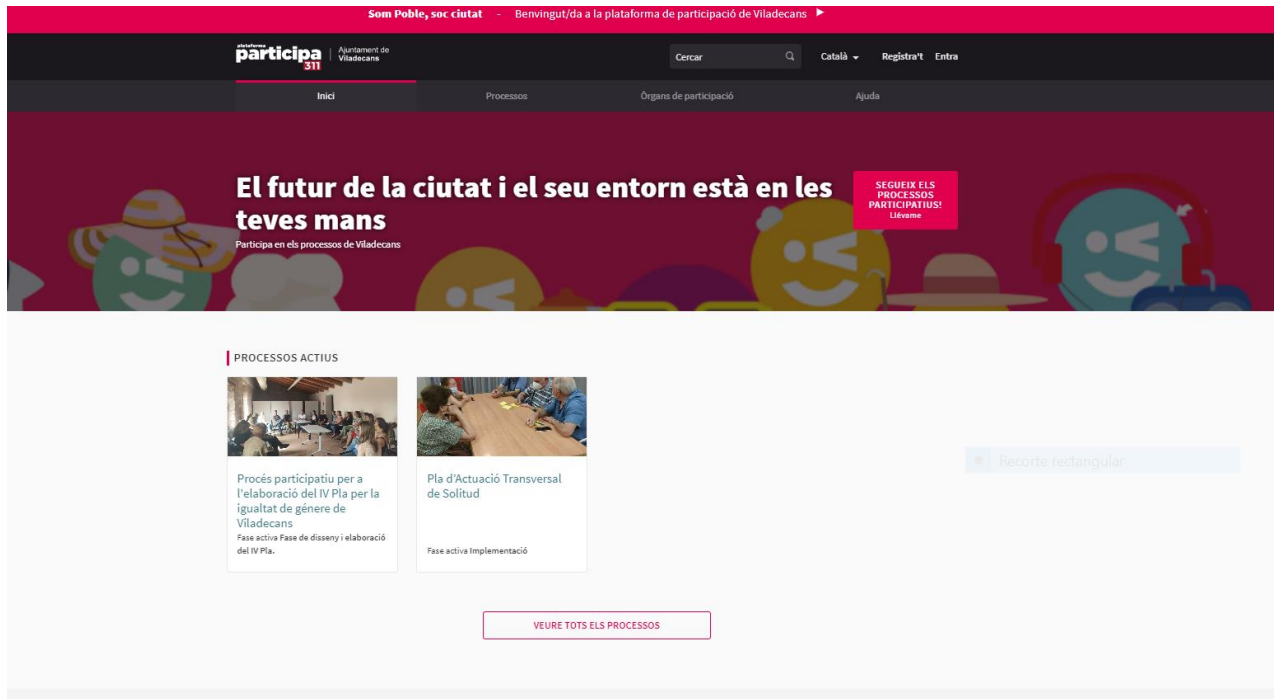 Som Poble, soc ciutat - Benvingut/da a la plataforma de participació de Viladecans
plataforma
participa
311
Ajuntament de
Viladecans
Cercar
Català
Registra't
Entra
Inici
Processos
Òrgans de participació
Ajuda
El futur de la ciutat i el seu entorn està en les
teves mans
Participa en els processos de Viladecans
SEGUEIX ELS
PROCESSOS
PARTICIPATIUS!
Llévame
PROCESSOS ACTIUS
Procés participatiu per a
l'elaboració del IV Pla per la
igualtat de génere de
Viladecans
Fase activa Fase de disseny i elaboració
del IV Pla.
Pla d'Actuació Transversal
de Solitud
Fase activa Implementació
Recorte rectangular
VEURE TOTS ELS PROCESSOS